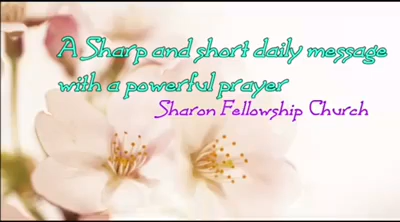 A Sharp and short daily message
with a powerful prayer
Sharon Fellowship Church